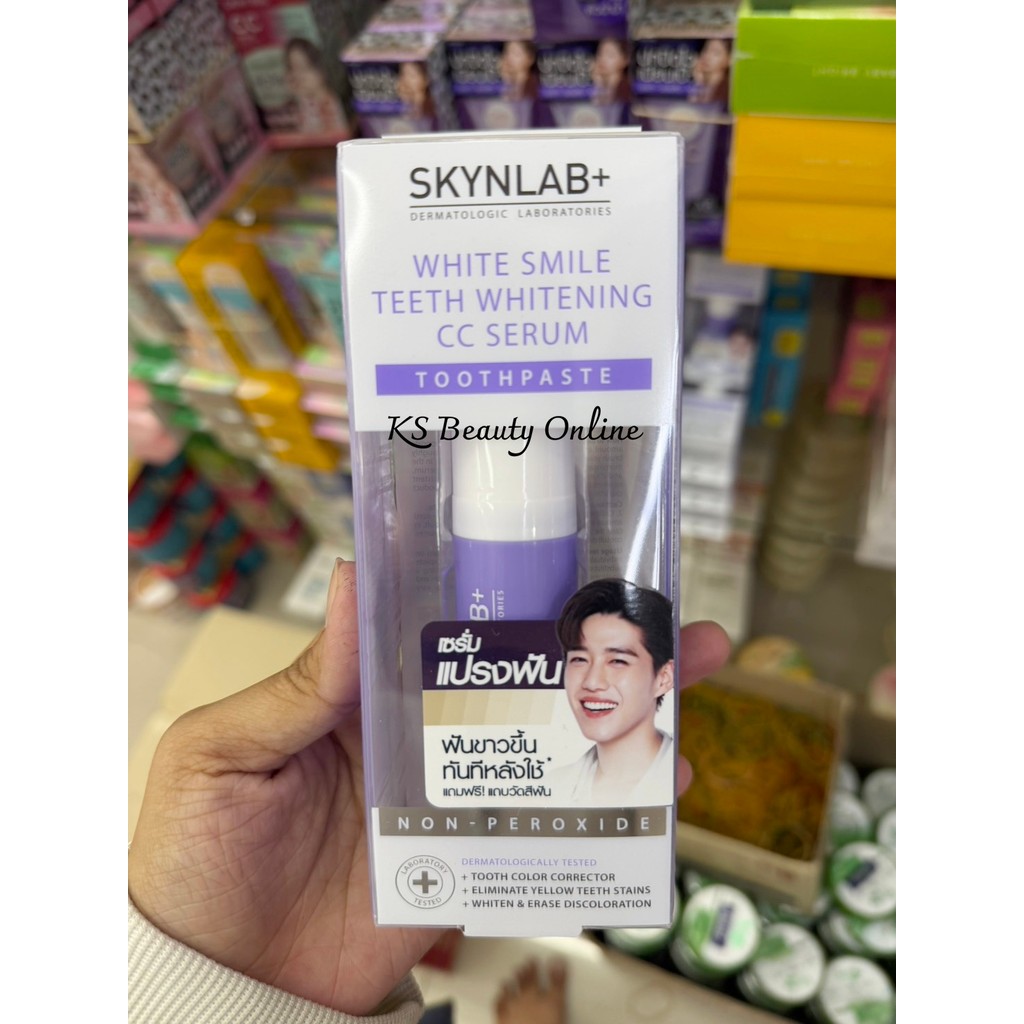 SKYNLAB+
DERMATOLOGIC LABORATORIES
WHITE SMILE
TEETH WHITENING
CC SERUM
TOOTHPASTE
KS Beauty Online
B+
ORIES
เซรั่ม
แปรงฟัน
ฟันขาวขึ้น
ทันทีหลังใช้*
แถมฟรี! แถบวัดสีฟัน
NON-PEROXIDE
LABORATORY
TESTED
DERMATOLOGICALLY TESTED
+ TOOTH COLOR CORRECTOR
+ ELIMINATE YELLOW TEETH STAINS
+ WHITEN & ERASE DISCOLORATION